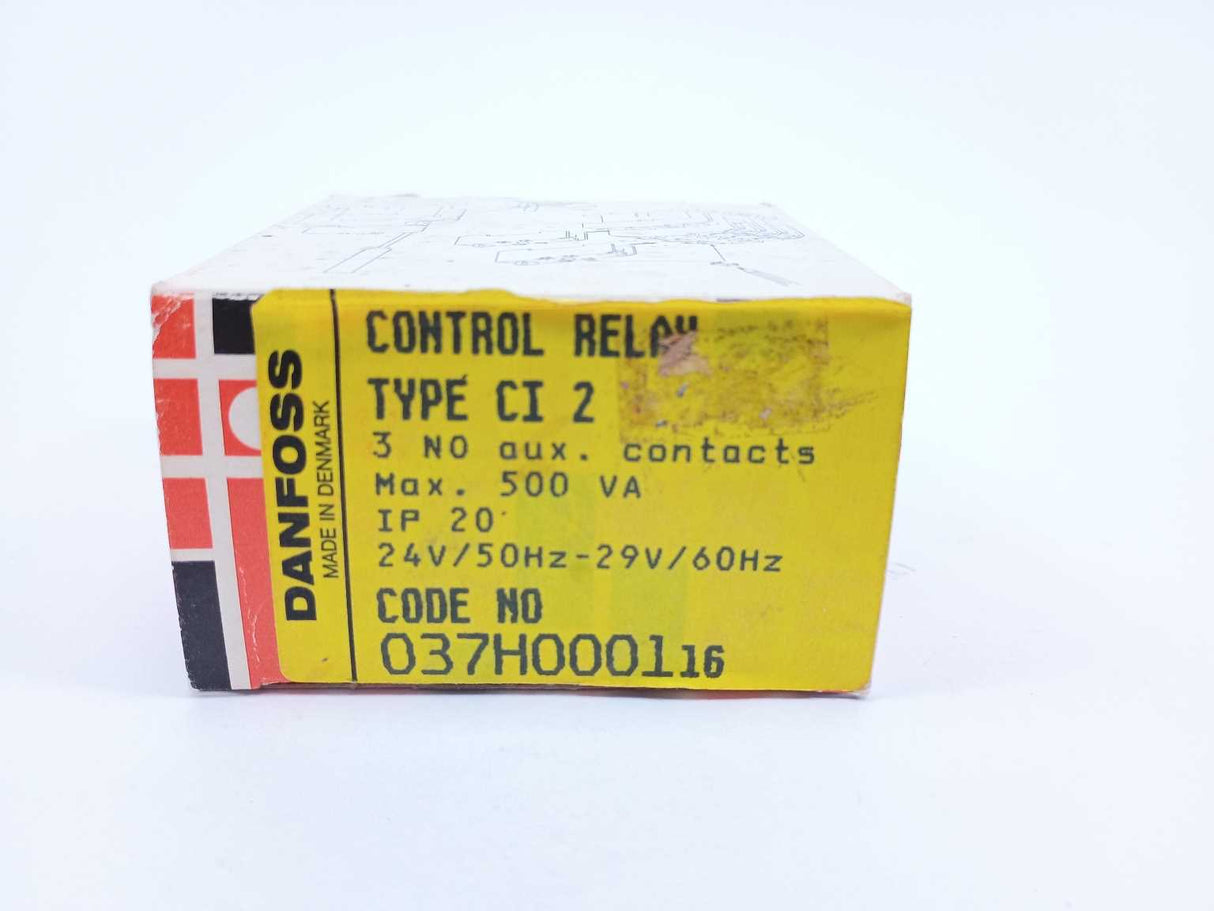 DANFOSS
MADE IN DENMARK
CONTROL RELAY
TYPE CI 2
3 NO aux. contacts
Max. 500 VA
IP 20
24V/50Hz-29V/60Hz
CODE NO
037H000116